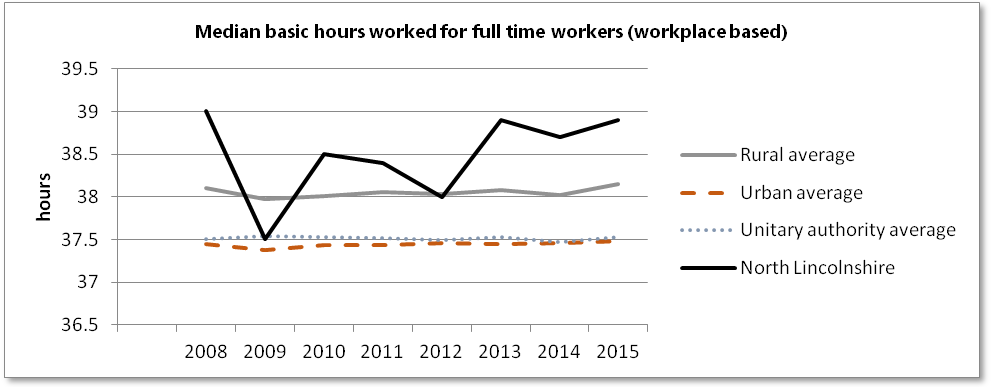 Median basic hours worked for full time workers (workplace based)
39.5
39
38.5
38
37.5
37
36.5
hours
2008 2009 2010 2011 2012 2013 2014 2015
Rural average
Urban average
Unitary authority average
North Lincolnshire